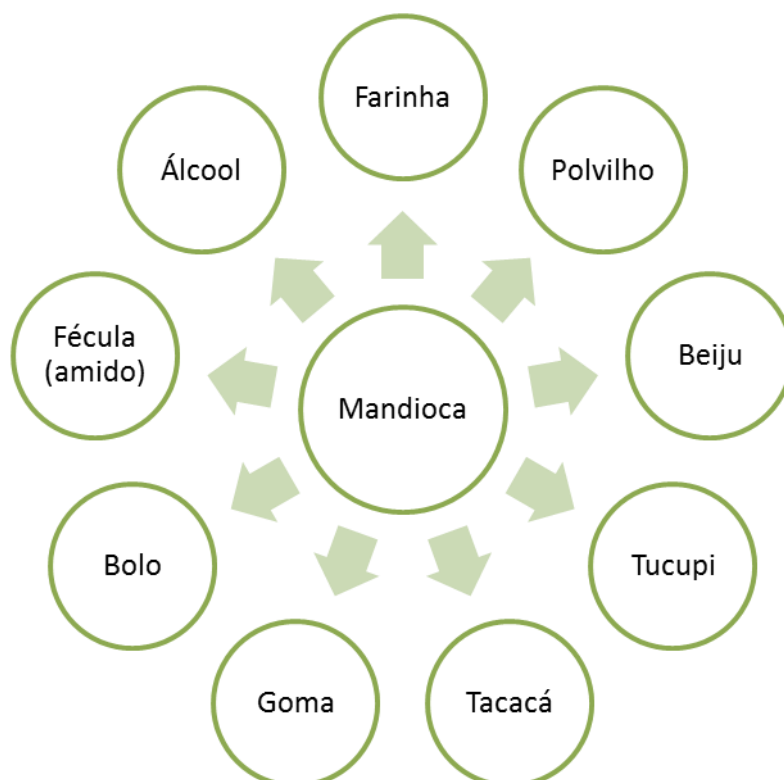 Farinha
Polvilho
Beiju
Tucupi
Tacacá
Goma
Bolo
Fécula
(amido)
Álcool
Mandioca